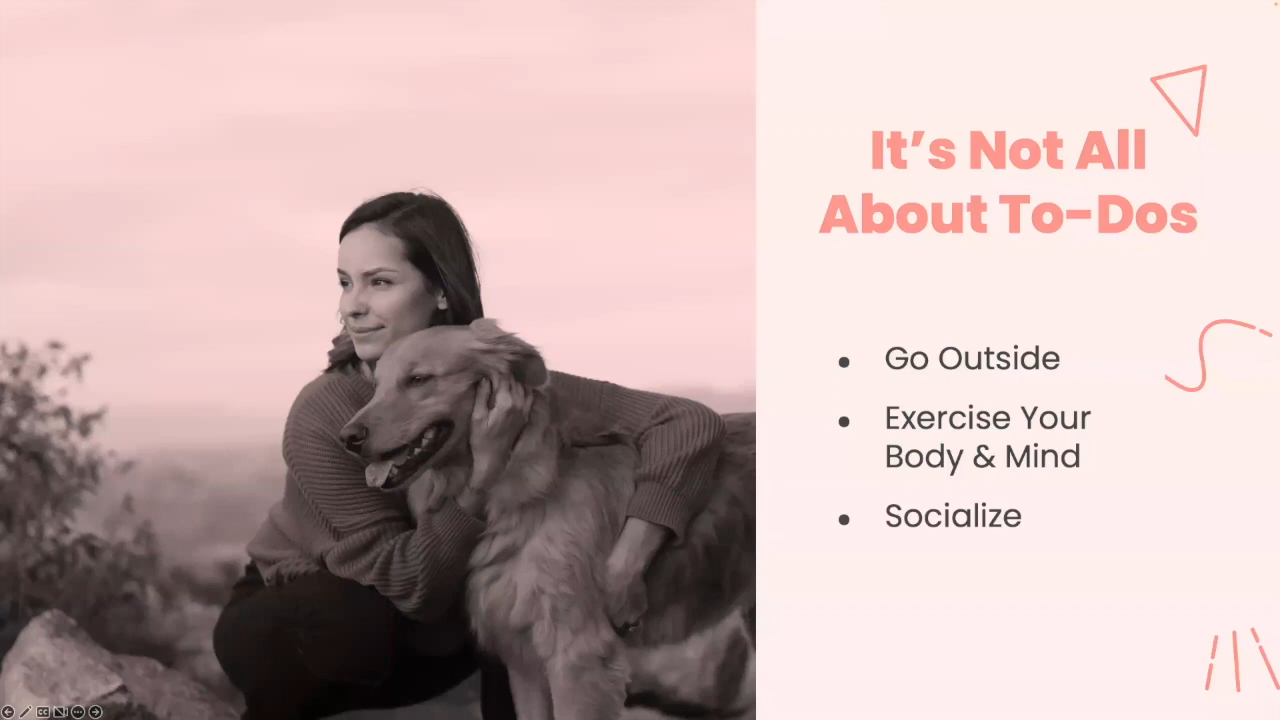 It’s Not All
About To-Dos
• Go Outside
• Exercise Your
Body & Mind
• Socialize